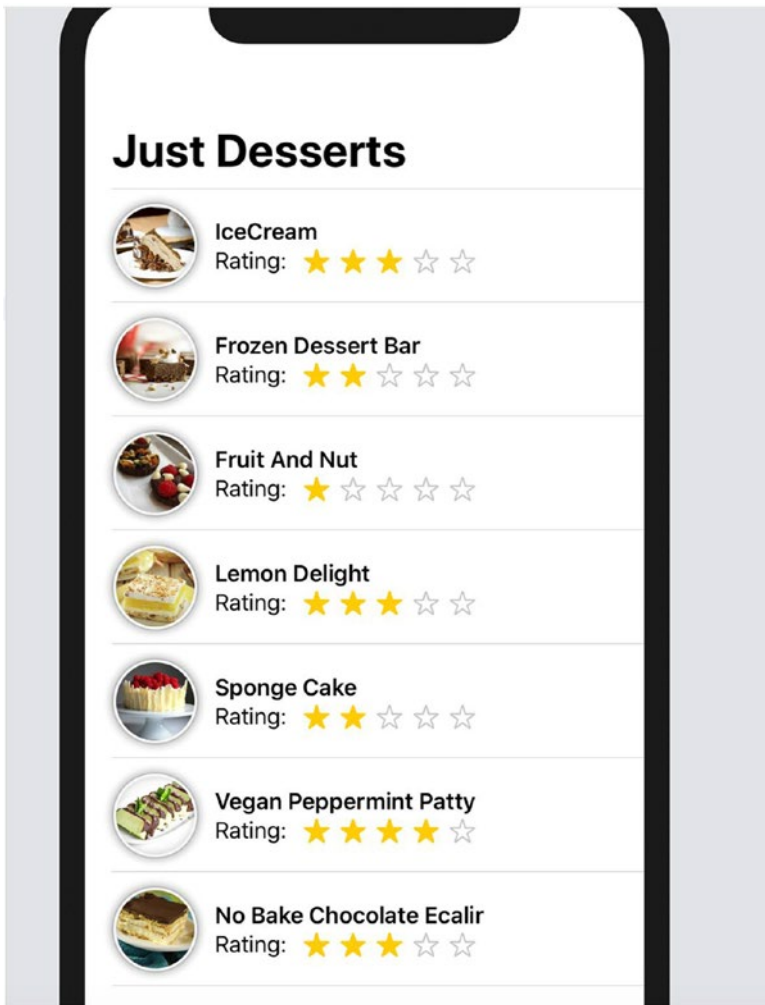 Just Desserts
IceCream
Rating:
Frozen Dessert Bar
Rating:
Fruit And Nut
Rating:
Lemon Delight
Rating:
Sponge Cake
Rating:
Vegan Peppermint Patty
Rating:
No Bake Chocolate Ecalir
Rating: